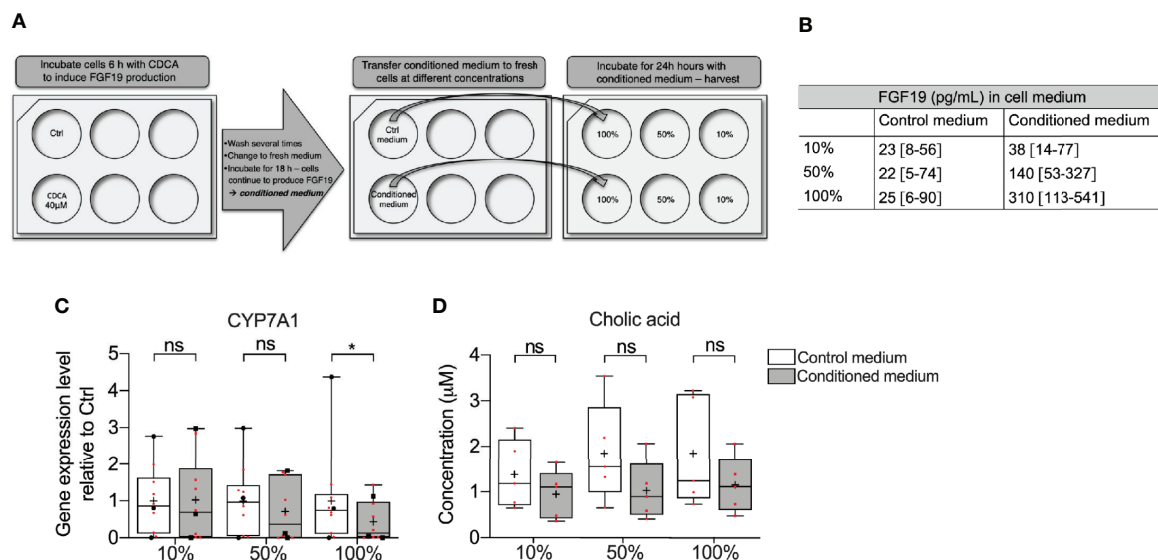 A
Incubate cells 6 h with CDCA
to induce FGF19 production
Ctrl
CDCA
40µM
•Wash several times
•Change to fresh medium
•Incubate for 18 h – cells
continue to produce FGF19
→ conditioned medium
Transfer conditioned medium to fresh
cells at different concentrations
Ctrl
medium
Conditioned
medium
Incubate for 24h hours with
conditioned medium – harvest
100% 50% 10%
100% 50% 10%
B
FGF19 (pg/mL) in cell medium
Control medium Conditioned medium
10% 23 [8-56] 38 [14-77]
50% 22 [5-74] 140 [53-327]
100% 25 [6-90] 310 [113-541]
C
CYP7A1
Gene expression level
relative to Ctrl
5
4
3
2
1
0
ns ns *
10% 50% 100%
D
Cholic acid
Concentration (µM)
4
3
2
1
0
ns ns ns
10% 50% 100%
Control medium
Conditioned medium